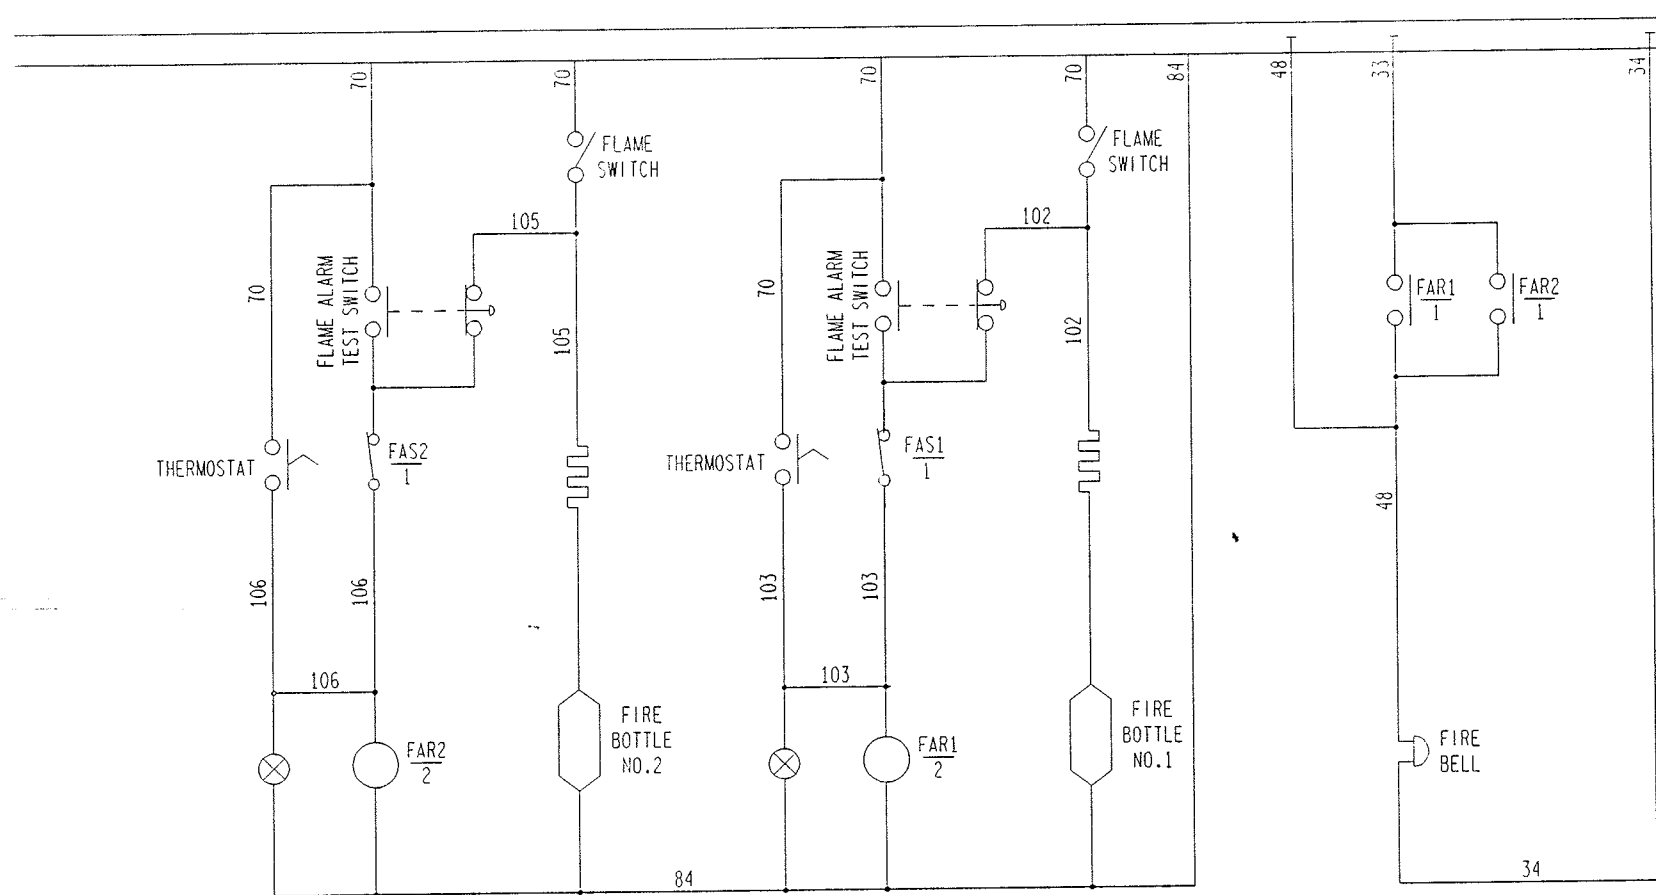 70
70
70
70
84
48
33
34
FLAME
SWITCH
FLAME
SWITCH
105
102
70
FLAME ALARM
TEST SWITCH
105
70
FLAME ALARM
TEST SWITCH
102
FAR1
1
FAR2
1
THERMOSTAT
FAS2
1
THERMOSTAT
FAS1
1
48
106
106
103
103
106
103
FAR2
2
FIRE
BOTTLE
NO.2
FAR1
2
FIRE
BOTTLE
NO.1
FIRE
BELL
84
34